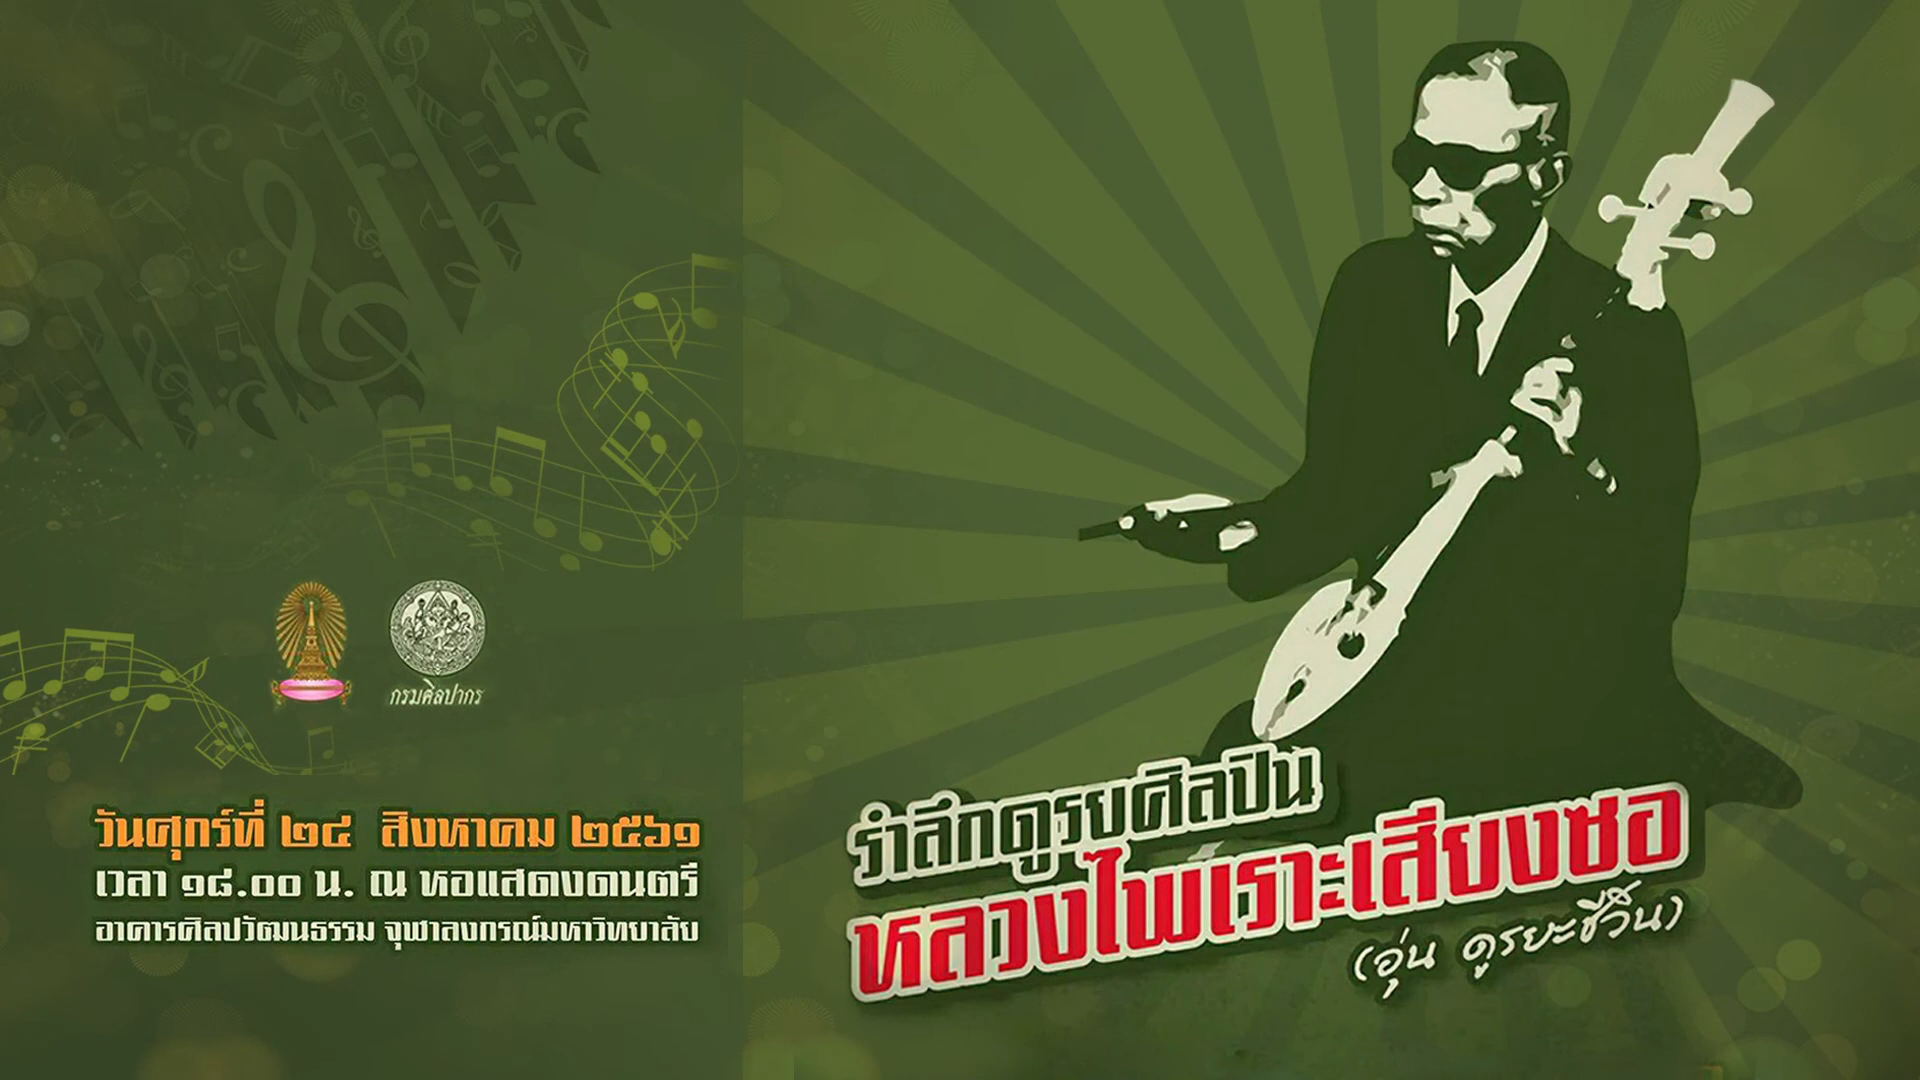 กรมศิลปากร
วันศุกร์ที่ ๒๔ สิงหาคม ๒๕๖๑
เวลา ๑๘.๐๐ น. ณ หอแสดงดนตรี
อาคารศิลปวัฒนธรรม จุฬาลงกรณ์มหาวิทยาลัย
รำลึกดูรยศิลปิน
หลวงไพเราะเสียงซอ
(อุ่น ดูรยะชีวิน)